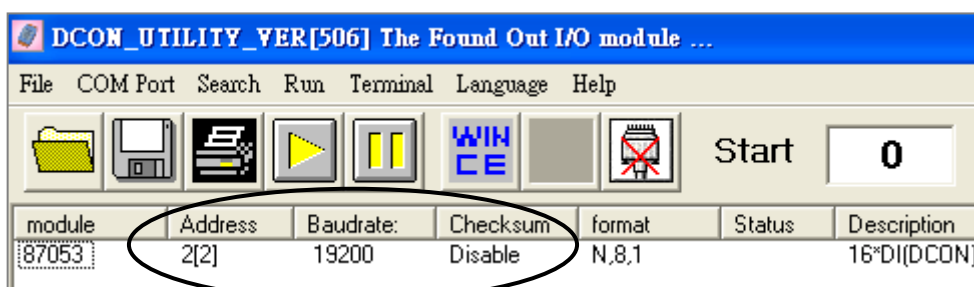 DCON_UTILITY_VER[506] The Found Out I/O module ...
File COM Port Search Run Terminal Language Help
WIN CE Start 0
module Address Baudrate: Checksum format Status Description
87053 2[2] 19200 Disable N,8,1 16*DI(DCON)